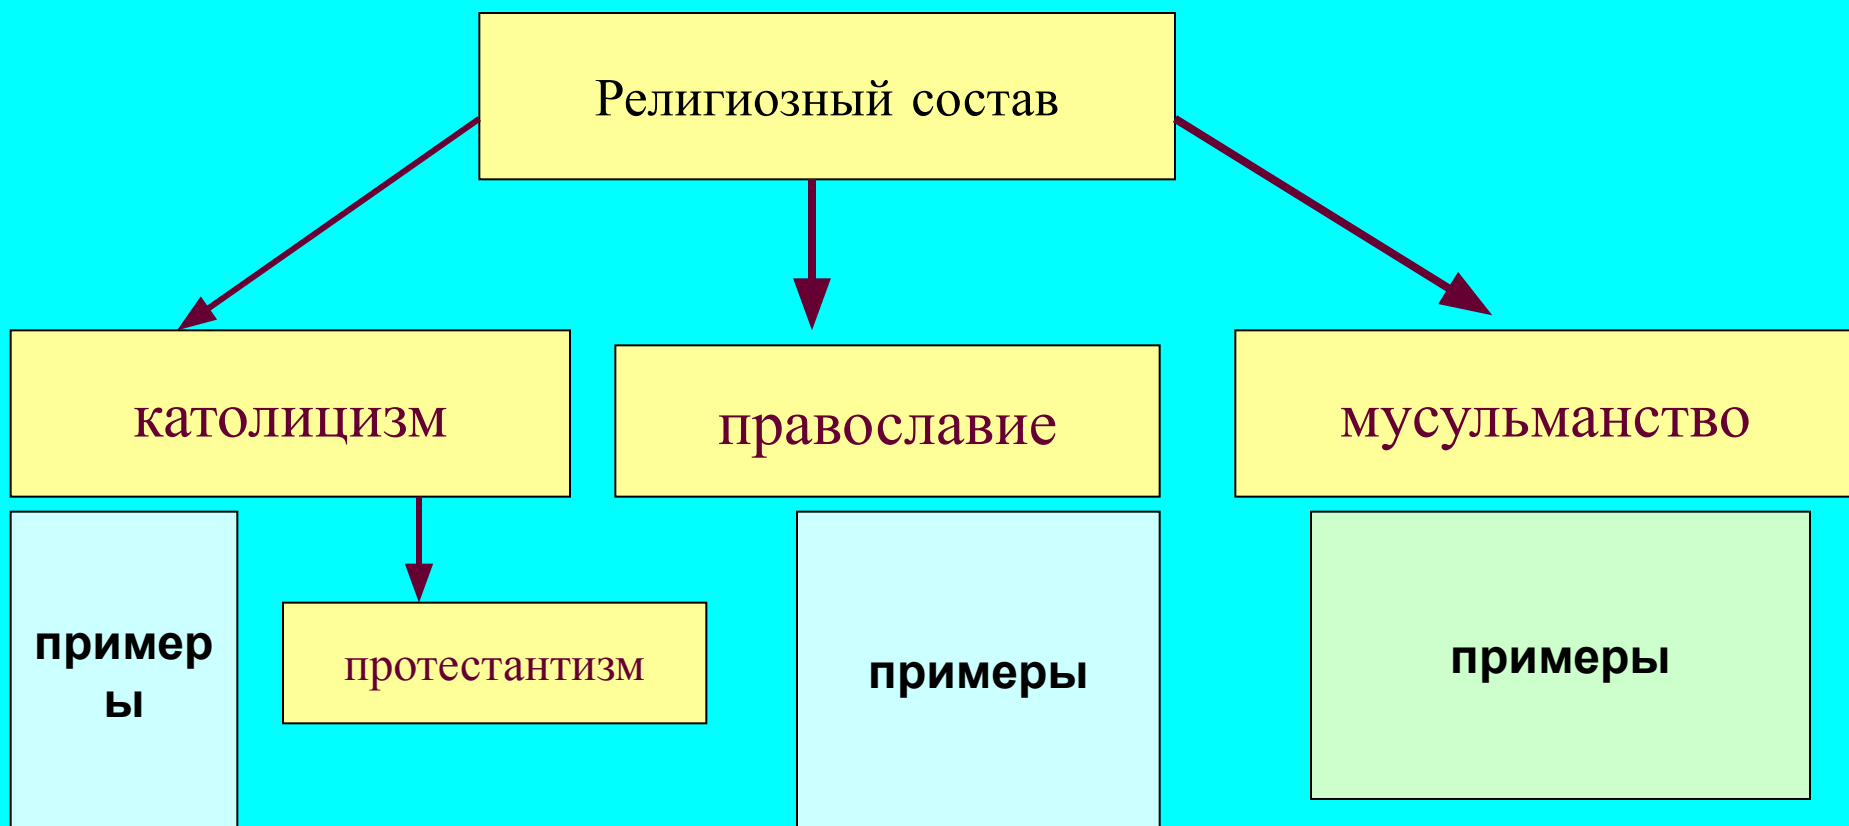 Религиозный состав
католицизм
православие
мусульманство
пример
ы
протестантизм
примеры
примеры